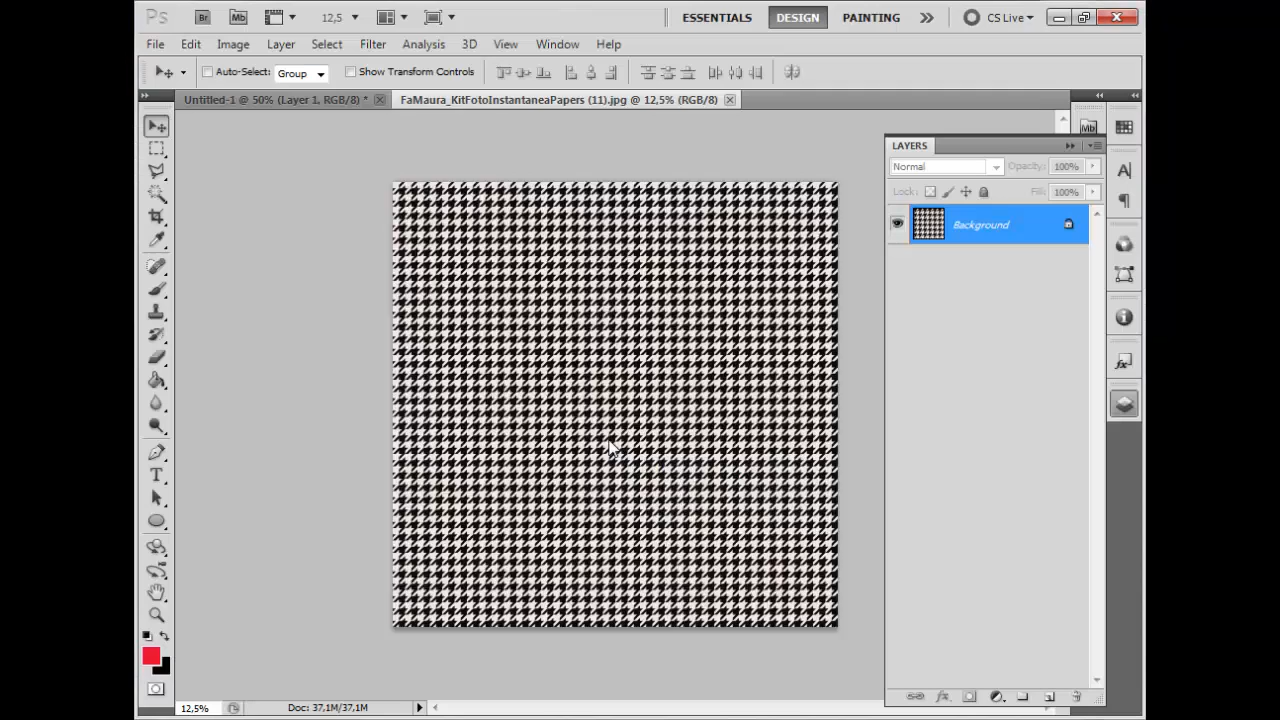 Ps Br Mb 12,5 ESSENTIALS DESIGN PAINTING CS Live
File Edit Image Layer Select Filter Analysis 3D View Window Help
Auto-Select: Group Show Transform Controls
Untitled-1 @ 50% (Layer 1, RGB/8) * FaMaura_KitFotoInstantaneaPapers (11).jpg @ 12,5% (RGB/8)
Mb
LAYERS
Normal Opacity: 100%
Lock: Fill: 100%
Background
12,5% Doc: 37,1M/37,1M